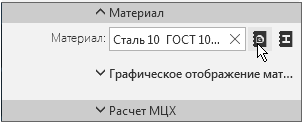 Материал
Материал: Сталь 10 ГОСТ 10...
Графическое отображение мат...
Расчет МЦХ